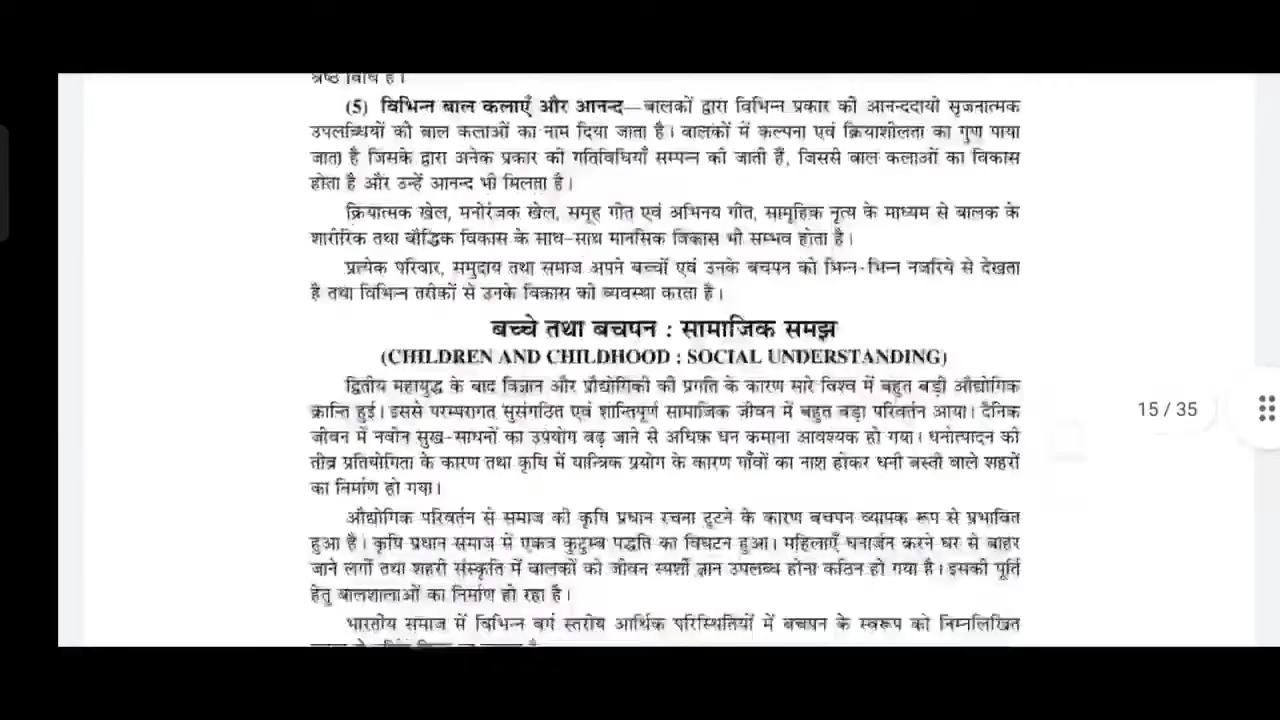 श्रेष्ठ विधि है।
(5) विभिन्न बाल कलाएँ और आनन्द—बालकों द्वारा विभिन्न प्रकार की आनन्ददायी सृजनात्मक
उपलब्धियों की बाल कलाओं का नाम दिया जाता है। बालकों में कल्पना एवं क्रियाशीलता का गुण पाया
जाता है जिसके द्वारा अनेक प्रकार की गतिविधियाँ सम्पन्न की जाती हैं, जिससे बाल कलाओं का विकास
होता है और उन्हें आनन्द भी मिलता है।
क्रियात्मक खेल, मनोरंजक खेल, समूह गीत एवं अभिनय गीत, सामूहिक नृत्य के माध्यम से बालक के
शारीरिक तथा बौद्धिक विकास के साथ-साथ मानसिक विकास भी सम्भव होता है।
प्रत्येक परिवार, समुदाय तथा समाज अपने बच्चों एवं उनके बचपन को भिन्न-भिन्न नजरिये से देखता
है तथा विभिन्न तरीकों से उनके विकास की व्यवस्था करता है।
बच्चे तथा बचपन : सामाजिक समझ
(CHILDREN AND CHILDHOOD : SOCIAL UNDERSTANDING)
द्वितीय महायुद्ध के बाद विज्ञान और प्रौद्योगिकी की प्रगति के कारण सारे विश्व में बहुत बड़ी औद्योगिक
क्रान्ति हुई। इससे परम्परागत सुसंगठित एवं शान्तिपूर्ण सामाजिक जीवन में बहुत बड़ा परिवर्तन आया। दैनिक
जीवन में नवीन सुख-साधनों का उपयोग बढ़ जाने से अधिक धन कमाना आवश्यक हो गया। धनोत्पादन की
तीव्र प्रतियोगिता के कारण तथा कृषि में यान्त्रिक प्रयोग के कारण गाँवों का नाश होकर धनी बस्ती वाले शहरों
का निर्माण हो गया।
औद्योगिक परिवर्तन से समाज की कृषि प्रधान रचना टूटने के कारण बचपन व्यापक रूप से प्रभावित
हुआ है। कृषि प्रधान समाज में एकत्र कुटुम्ब पद्धति का विघटन हुआ। महिलाएँ धनार्जन करने घर से बाहर
जाने लगीं तथा शहरी संस्कृति में बालकों को जीवन स्पर्शी ज्ञान उपलब्ध होना कठिन हो गया है। इसकी पूर्ति
हेतु बालशालाओं का निर्माण हो रहा है।
भारतीय समाज में विभिन्न वर्ग स्तरीय आर्थिक परिस्थितियों में बचपन के स्वरूप को निम्नलिखित
15 / 35